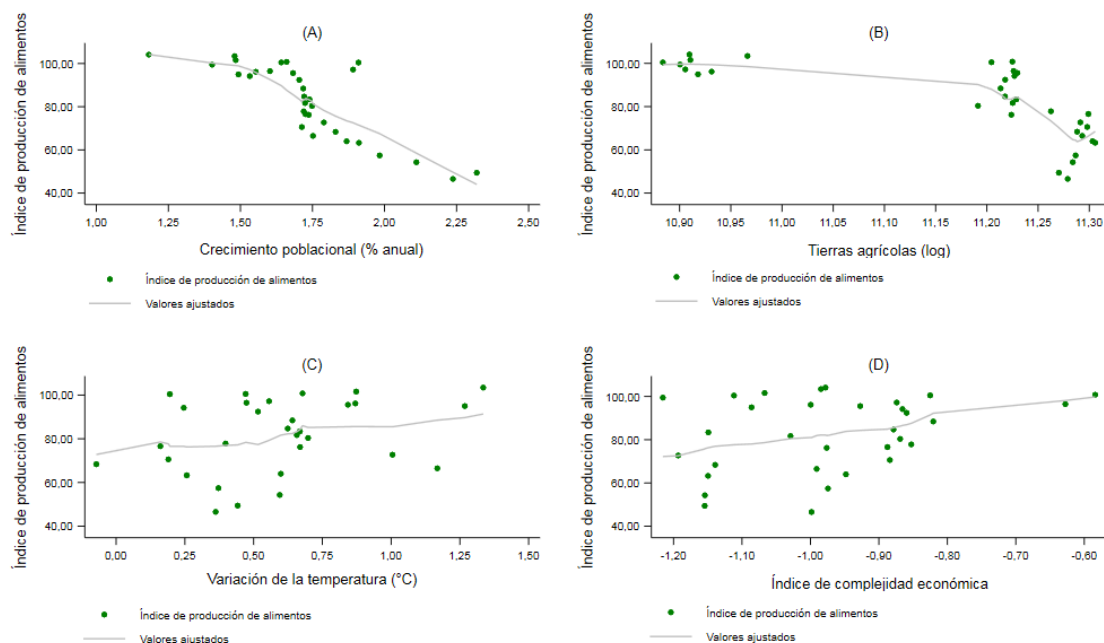 (A)
Índice de producción de alimentos
100,00
80,00
60,00
40,00
1,00 1,25 1,50 1,75 2,00 2,25 2,50
Crecimiento poblacional (% anual)
Índice de producción de alimentos
Valores ajustados
(B)
Índice de producción de alimentos
100,00
80,00
60,00
40,00
10,90 11,00 11,00 11,10 11,15 11,20 11,25 11,30
Tierras agrícolas (log)
Índice de producción de alimentos
Valores ajustados
(C)
Índice de producción de alimentos
100,00
80,00
60,00
40,00
0,00 0,25 0,50 0,75 1,00 1,25 1,50
Variación de la temperatura (°C)
Índice de producción de alimentos
Valores ajustados
(D)
Índice de producción de alimentos
100,00
80,00
60,00
40,00
-1,20 -1,10 -1,00 -0,90 -0,80 -0,70 -0,60
Índice de complejidad económica
Índice de producción de alimentos
Valores ajustados